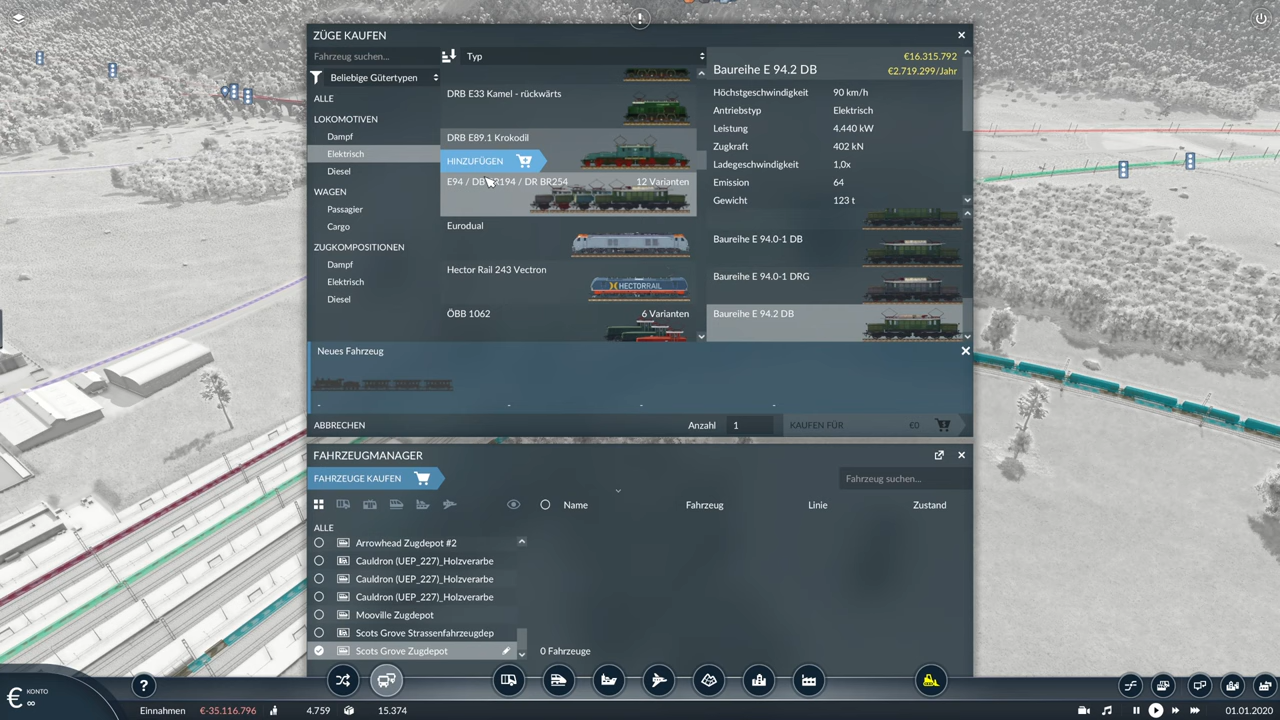 ZÜGE KAUFEN
Fahrzeug suchen...
Typ
€16.315.792
Baureihe E 94.2 DB
€2.719.299/Jahr
Beliebige Gütertypen
Höchstgeschwindigkeit 90 km/h
DRB E33 Kamel - rückwärts
ALLE
Antriebstyp Elektrisch
LOKOMOTIVEN
Leistung 4.440 kW
Dampf
DRB E89.1 Krokodil
Zugkraft 402 kN
Elektrisch
HINZUFÜGEN
Ladegeschwindigkeit 1,0x
Diesel
E94 / DB BR194 / DR BR254 12 Varianten
Emission 64
WAGEN
Gewicht 123 t
Passagier
Cargo
Eurodual
Baureihe E 94.0-1 DB
ZUGKOMPOSITIONEN
Dampf
Hector Rail 243 Vectron
HECTORRAIL
Baureihe E 94.0-1 DRG
Elektrisch
Diesel
ÖBB 1062 6 Varianten
Baureihe E 94.2 DB
Neues Fahrzeug
- - - -
ABBRECHEN
Anzahl 1
KAUFEN FÜR €0
FAHRZEUGMANAGER
FAHRZEUGE KAUFEN
Fahrzeug suchen...
Name Fahrzeug Linie Zustand
ALLE
Arrowhead Zugdepot #2
Cauldron (UEP_227)_Holzverarbe
Cauldron (UEP_227)_Holzverarbe
Cauldron (UEP_227)_Holzverarbe
Mooville Zugdepot
Scots Grove Strassenfahrzeugdep
Scots Grove Zugdepot
0 Fahrzeuge
€ KONTO
∞
?
Einnahmen €-35.116.796 4.759 15.374
01.01.2020